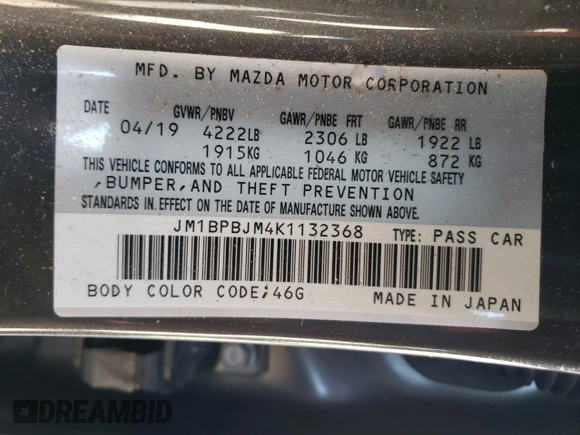 MFD. BY MAZDA MOTOR CORPORATION
DATE GVWR/PNBV GAWR/PNBE FRT GAWR/PNBE RR
04/19 4222LB 2306 LB 1922 LB
1915KG 1046 KG 872 KG
THIS VEHICLE CONFORMS TO ALL APPLICABLE FEDERAL MOTOR VEHICLE SAFETY
,BUMPER,AND THEFT PREVENTION
STANDARDS IN EFFECT ON THE DATE OF MANUFACTURE SHOWN ABOVE.
JM1BPBJM4K1132368 TYPE: PASS CAR
BODY COLOR CODE:46G MADE IN JAPAN
DREAMBID